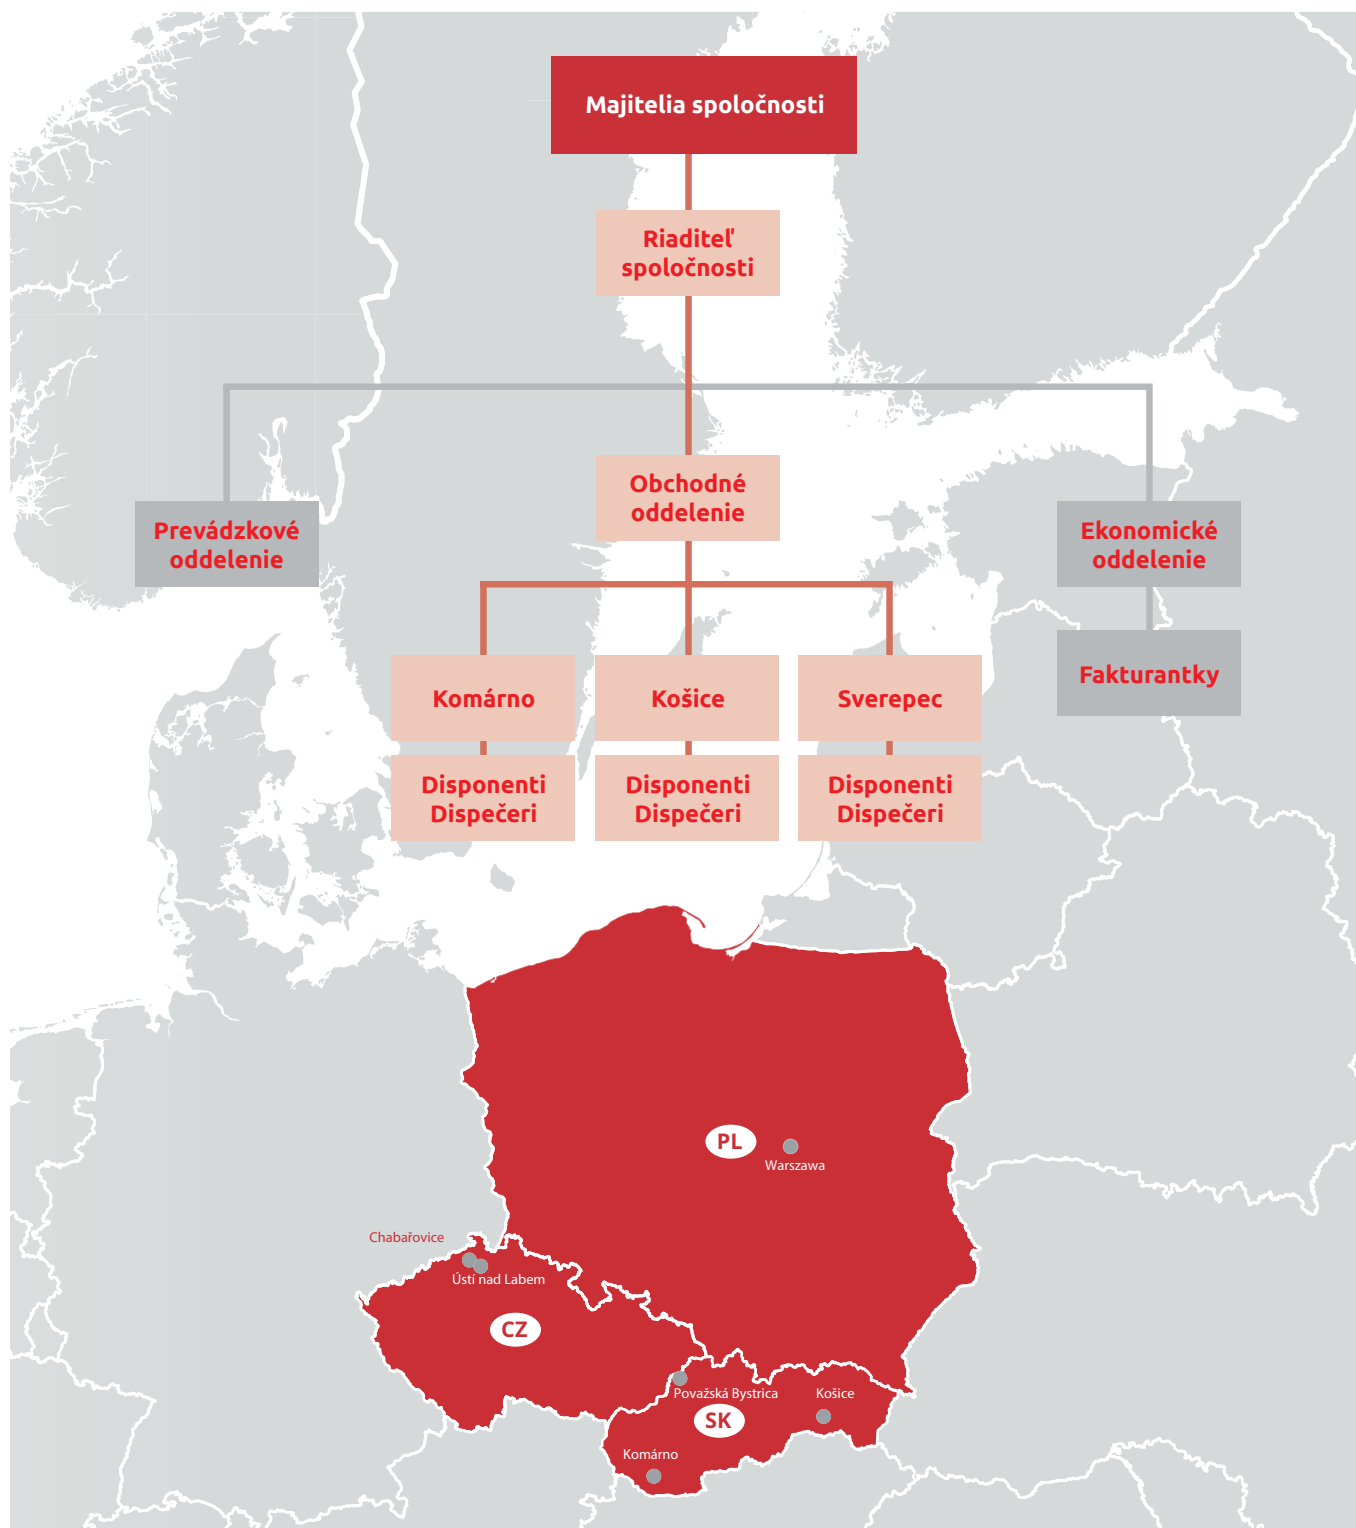 Majitelia spoločnosti
Riaditeľ
spoločnosti
Obchodné
oddelenie
Prevádzkové
oddelenie
Ekonomické
oddelenie
Fakturantky
Komárno
Košice
Sverepec
Disponenti
Dispečeri
Disponenti
Dispečeri
Disponenti
Dispečeri
PL
Warszawa
Chabařovice
Ústí nad Labem
CZ
Považská Bystrica
Košice
SK
Komárno